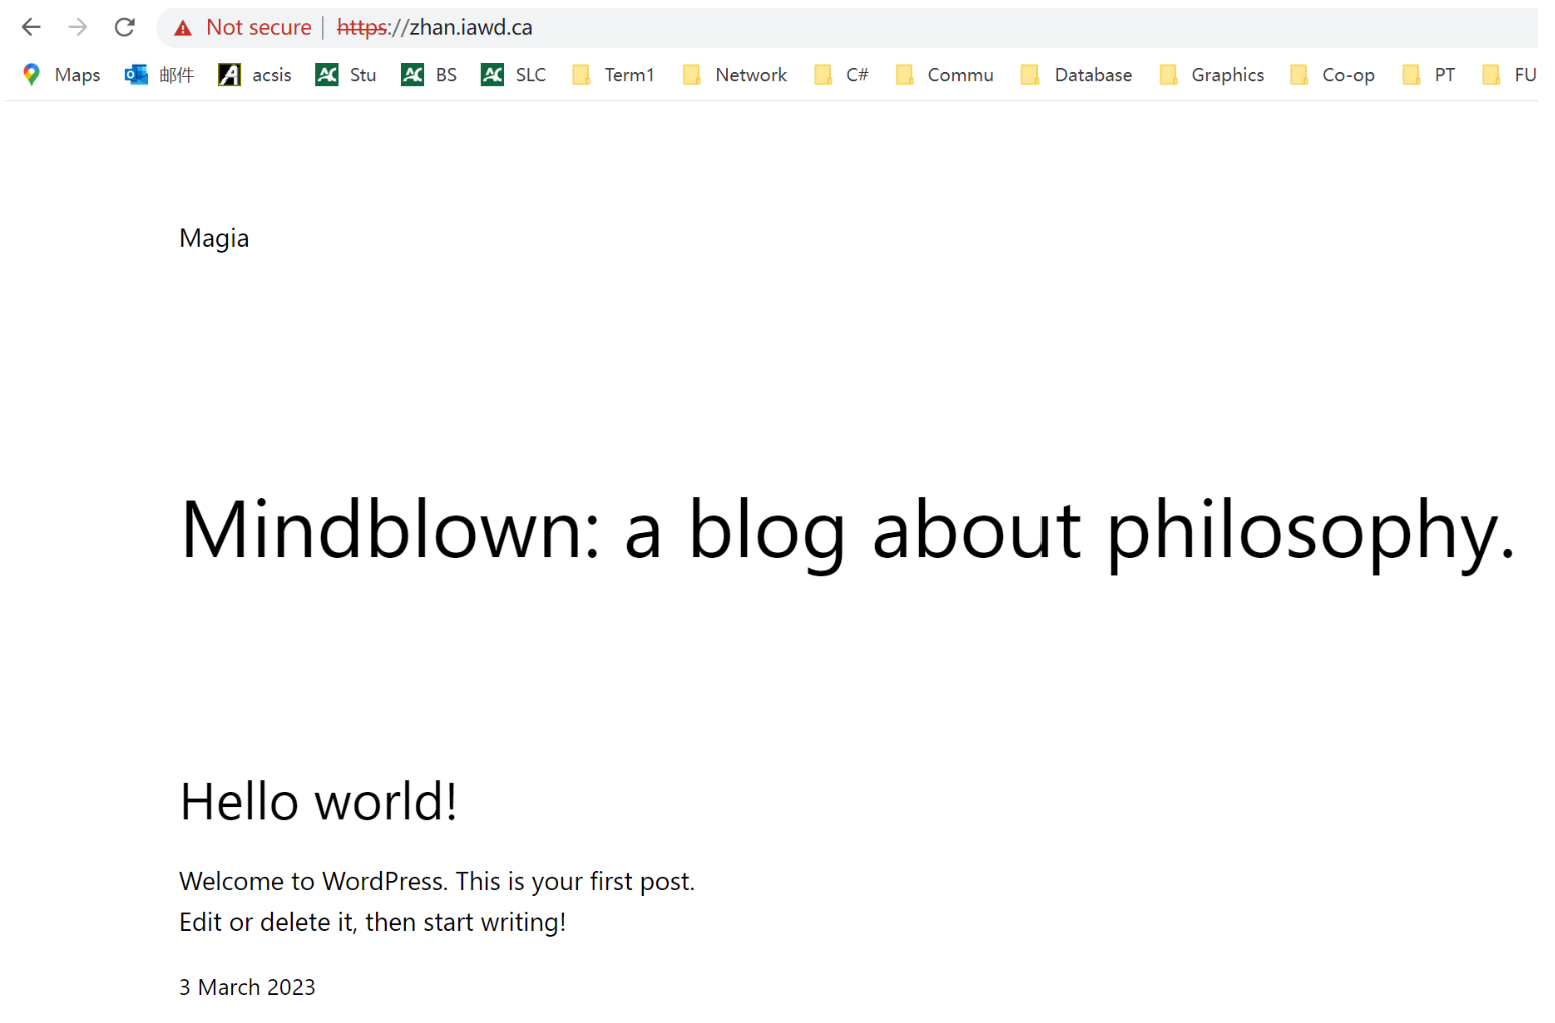 Not secure | https://zhan.iawd.ca
Maps 邮件 acsis Stu BS SLC Term1 Network C# Commu Database Graphics Co-op PT FU
Magia
Mindblown: a blog about philosophy.
Hello world!
Welcome to WordPress. This is your first post.
Edit or delete it, then start writing!
3 March 2023